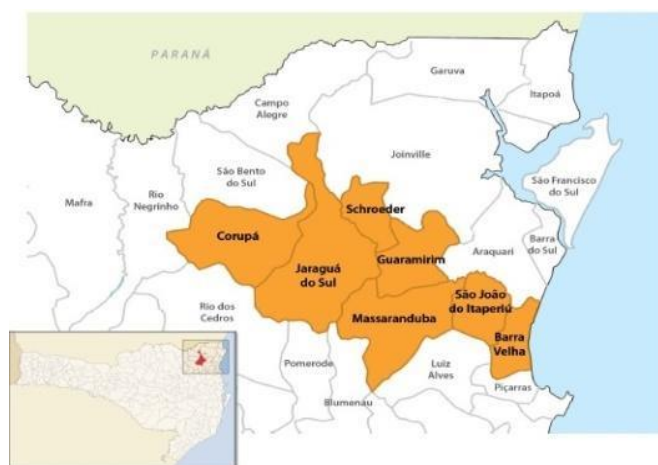 PARANÁ
Garuva
Itapoá
Campo
Alegre
Joinville
São Bento
do Sul
São Francisco
do Sul
Mafra
Rio
Negrinho
Schroeder
Corupá
Guaramirim
Araquari
Barra
do Sul
Jaraguá
do Sul
São João
do Itaperiú
Rio dos
Cedros
Massaranduba
Barra
Velha
Pomerode
Luiz
Alves
Piçarras
Blumenau